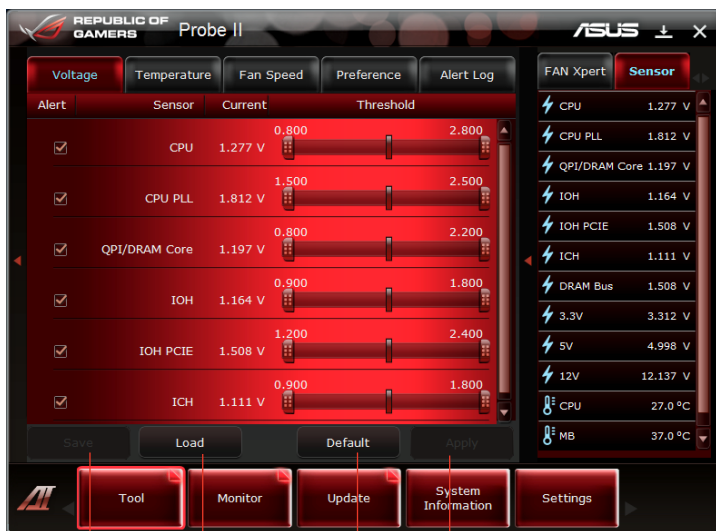 REPUBLIC OF
GAMERS
Probe II
ASUS
Voltage Temperature Fan Speed Preference Alert Log
Alert Sensor Current Threshold
0.800 2.800
CPU 1.277 V
1.500 2.500
CPU PLL 1.812 V
0.800 2.200
QPI/DRAM Core 1.197 V
0.900 1.800
IOH 1.164 V
1.200 2.400
IOH PCIE 1.508 V
0.900 1.800
ICH 1.111 V
Save Load Default Apply
FAN Xpert Sensor
CPU 1.277 V
CPU PLL 1.812 V
QPI/DRAM Core 1.197 V
IOH 1.164 V
IOH PCIE 1.508 V
ICH 1.111 V
DRAM Bus 1.508 V
3.3V 3.312 V
5V 4.998 V
12V 12.137 V
CPU 27.0 °C
MB 37.0 °C
AI
Tool
Monitor
Update
System
Information
Settings